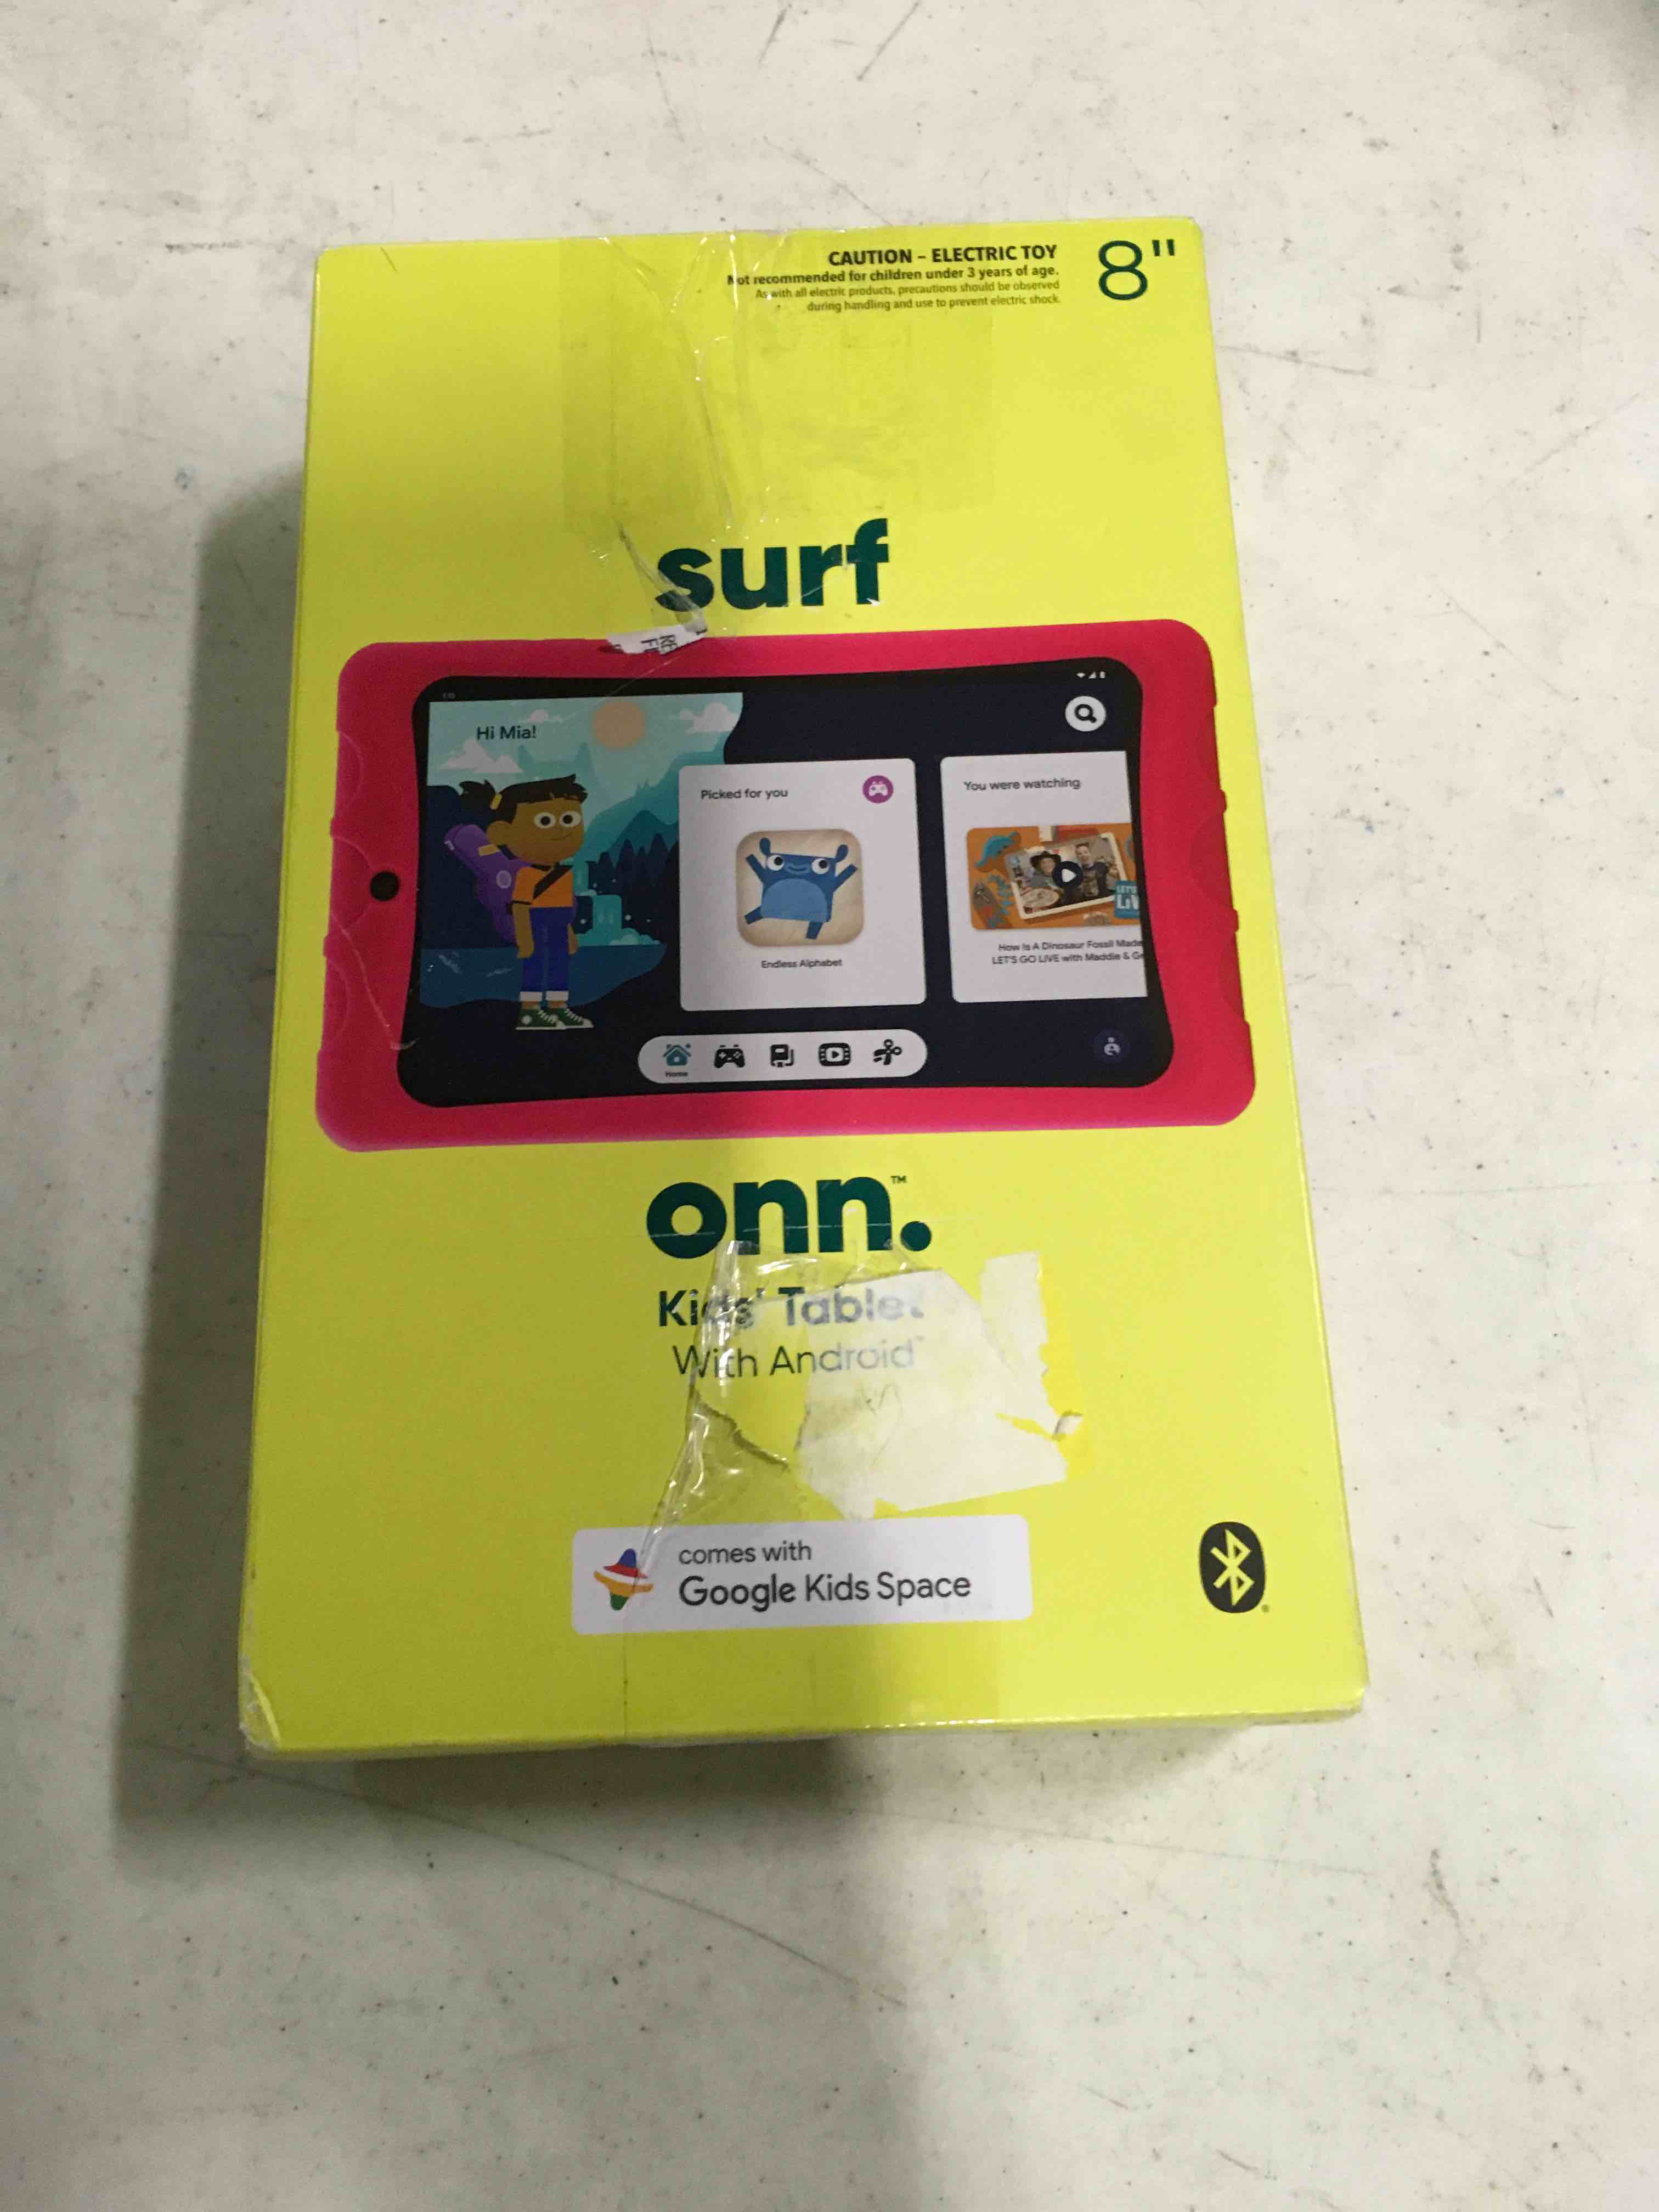 CAUTION – ELECTRIC TOY
Not recommended for children under 3 years of age.
As with all electric products, precautions should be observed
during handling and use to prevent electric shock.
8"
surf
Hi Mia!
Picked for you
Endless Alphabet
You were watching
How Is A Dinosaur Fossil Made
LET'S GO LIVE with Maddie & Gr
Home
onn.™
Kids' Tablet
With Android™
comes with
Google Kids Space